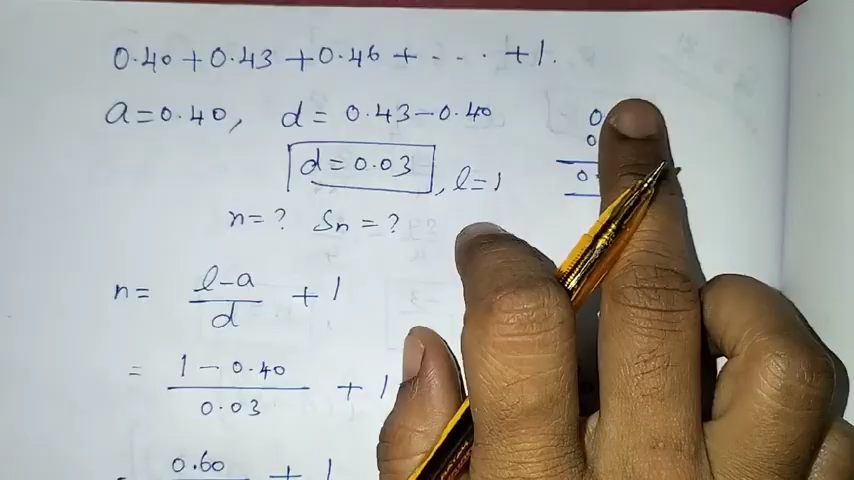 0.40 + 0.43 + 0.46 + - - - . + 1.
a = 0.40, d = 0.43 - 0.40
d = 0.03, l = 1
n = ? Sn = ?
n = l - a / d + 1
= 1 - 0.40 / 0.03 + 1
= 0.60 + 1